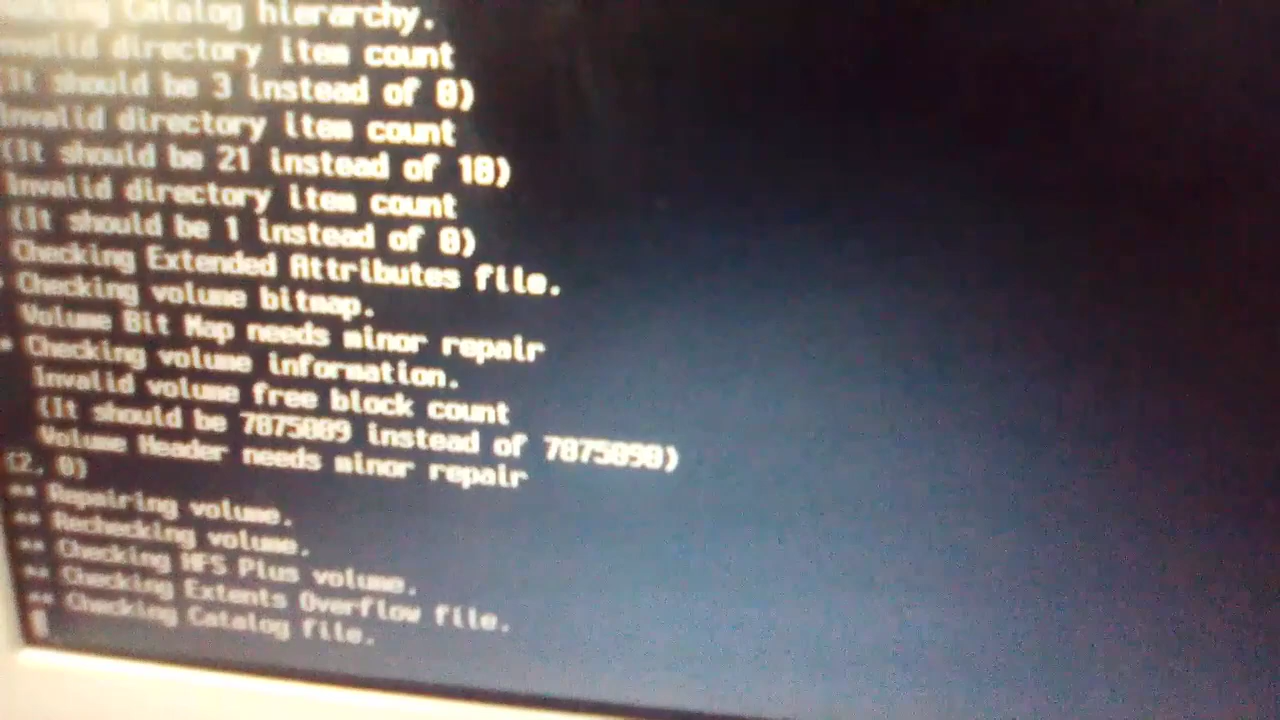 Catalog hierarchy.
Invalid directory item count
(It should be 3 instead of 0)
Invalid directory item count
(It should be 21 instead of 18)
Invalid directory item count
(It should be 1 instead of 0)
Checking Extended Attributes file.
Checking volume bitmap.
Volume Bit Map needs minor repair
* Checking volume information.
Invalid volume free block count
(It should be instead of
Volume Header needs minor repair
(2, 0)
** Repairing volume.
** Rechecking volume.
** Checking HFS Plus volume.
** Checking Extents Overflow file.
** Checking Catalog file.